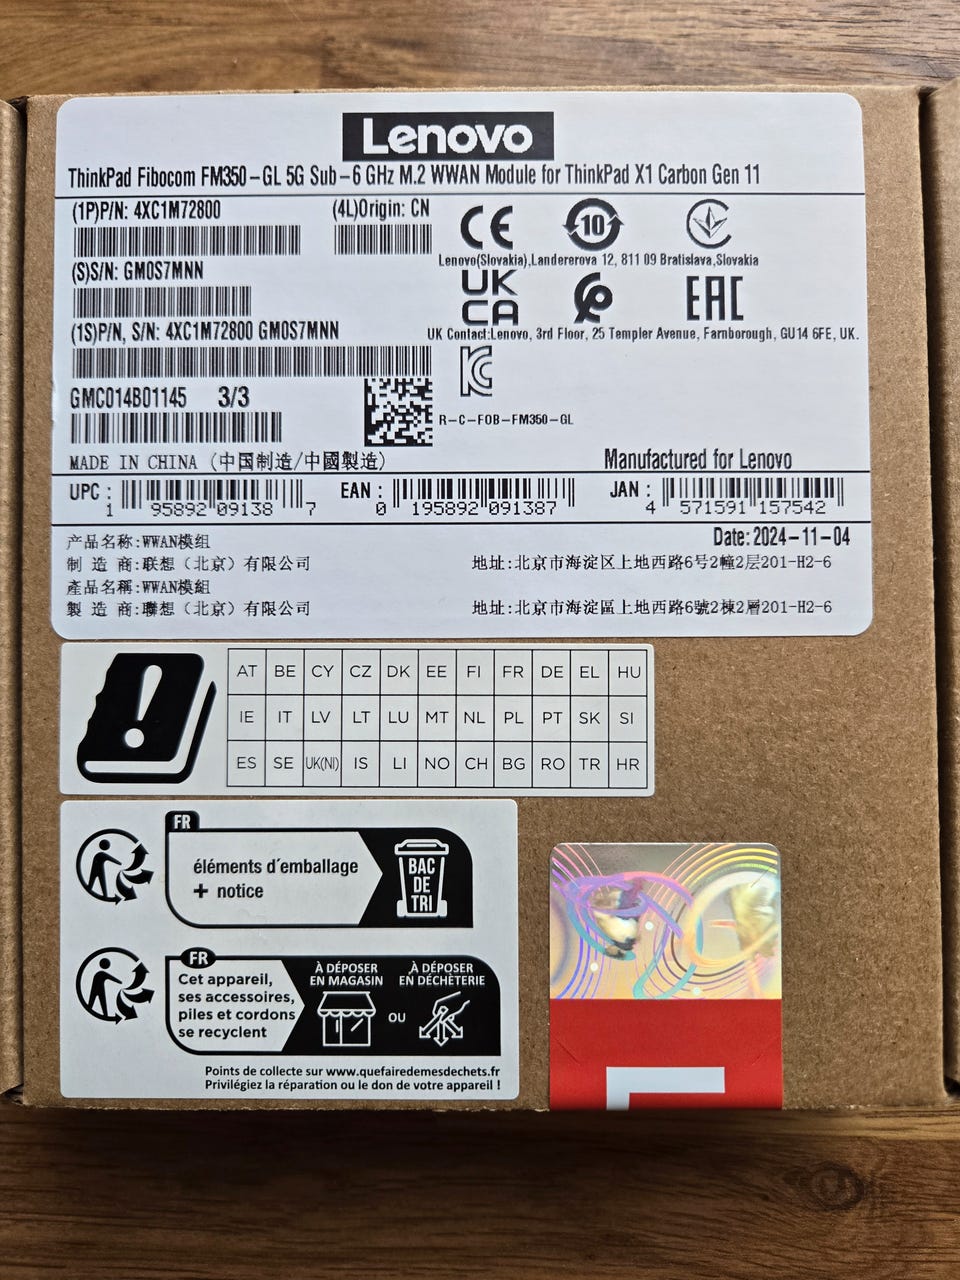 Lenovo
ThinkPad Fibocom FM350-GL 5G Sub-6 GHz M.2 WWAN Module for ThinkPad X1 Carbon Gen 11
(1P)P/N: 4XC1M72800
(4L)Origin: CN
(S)S/N: GM0S7MNN
(1S)P/N, S/N: 4XC1M72800 GM0S7MNN
GMC014B01145 3/3
CE
10
Lenovo(Slovakia),Landererova 12, 811 09 Bratislava,Slovakia
UK
CA
EAC
UK Contact:Lenovo, 3rd Floor, 25 Templer Avenue, Farnborough, GU14 6FE, UK.
R-C-FOB-FM350-GL
MADE IN CHINA (中国制造/中國製造)
Manufactured for Lenovo
UPC : 1 95892 09138 7
EAN : 0 195892 091387
JAN : 4 571591 157542
Date: 2024-11-04
产品名称:WWAN模组
制 造 商:联想（北京）有限公司
地址:北京市海淀区上地西路6号2幢2层201-H2-6
產品名稱:WWAN模組
製 造 商:聯想（北京）有限公司
地址:北京市海淀區上地西路6號2棟2層201-H2-6
AT BE CY CZ DK EE FI FR DE EL HU
IE IT LV LT LU MT NL PL PT SK SI
ES SE UK(NI) IS LI NO CH BG RO TR HR
FR
éléments d´emballage
+ notice
BAC
DE
TRI
FR
Cet appareil,
ses accessoires,
piles et cordons
se recyclent
À DÉPOSER
EN MAGASIN
OU
À DÉPOSER
EN DÉCHÈTERIE
Points de collecte sur www.quefairedemesdechets.fr
Privilégiez la réparation ou le don de votre appareil !
L